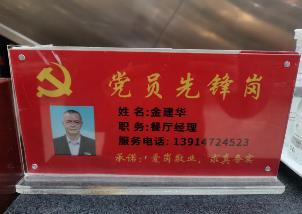 党员先锋岗
姓名:金建华
职务:餐厅经理
服务电话:13914724523
承诺:爱岗敬业，求真务实